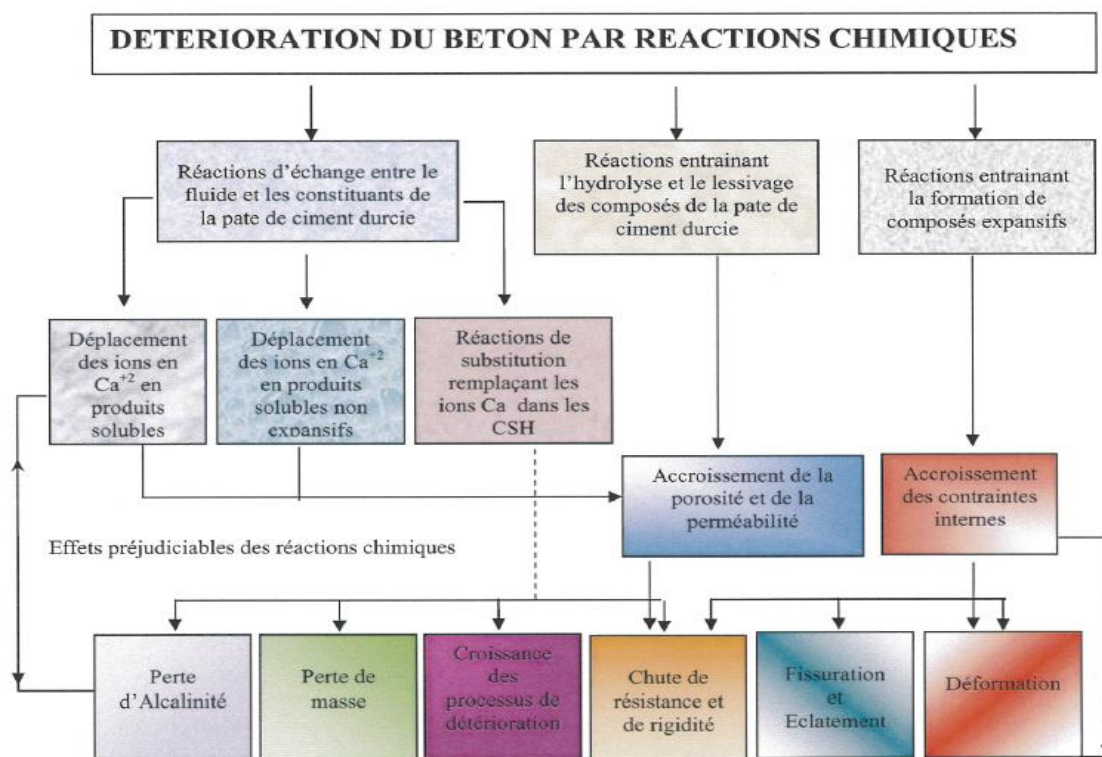 DETERIORATION DU BETON PAR REACTIONS CHIMIQUES
Réactions d'échange entre le
fluide et les constituants de
la pate de ciment durcie
Réactions entrainant
l'hydrolyse et le lessivage
des composés de la pate de
ciment durcie
Réactions entrainant
la formation de
composés expansifs
Déplacement
des ions en
Ca+2 en
produits
solubles
Déplacement
des ions en Ca+2
en produits
solubles non
expansifs
Réactions de
substitution
remplaçant les
ions Ca dans les
CSH
Accroissement de la
porosité et de la
perméabilité
Accroissement
des contraintes
internes
Effets préjudiciables des réactions chimiques
Perte
d'Alcalinité
Perte de
masse
Croissance
des
processus de
détérioration
Chute de
résistance et
de rigidité
Fissuration
et
Eclatement
Déformation